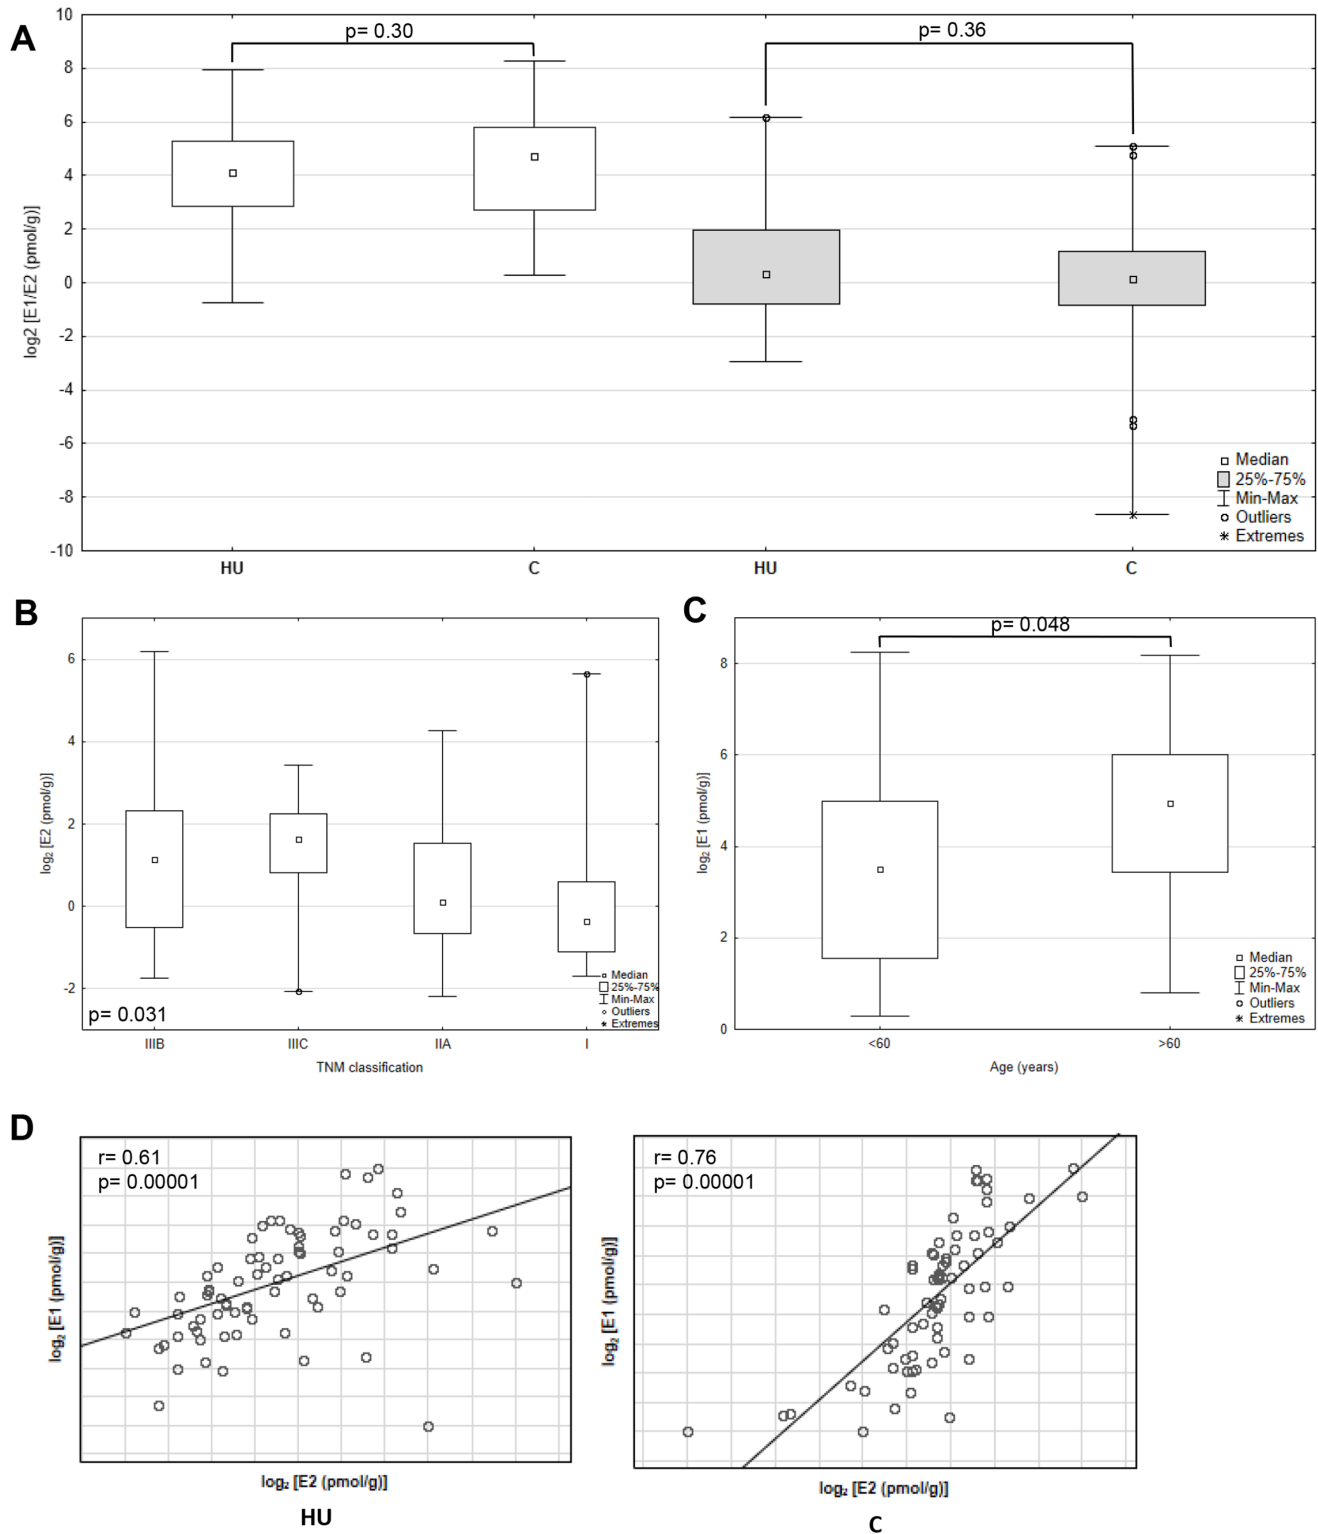 A
p= 0.30
p= 0.36
log2 [E1/E2 (pmol/g)]
10
8
6
4
2
0
-2
-4
-6
-8
-10
HU
C
HU
C
Median
25%-75%
Min-Max
Outliers
Extremes
B
log₂ [E2 (pmol/g)]
6
4
2
0
-2
p= 0.031
Median
25%-75%
Min-Max
Outliers
Extremes
IIIB
IIIC
IIA
I
TNM classification
C
p= 0.048
log₂ [E1 (pmol/g)]
8
6
4
2
0
Median
25%-75%
Min-Max
Outliers
Extremes
<60
>60
Age (years)
D
r= 0.61
p= 0.00001
log₂ [E1 (pmol/g)]
log₂ [E2 (pmol/g)]
HU
r= 0.76
p= 0.00001
log₂ [E1 (pmol/g)]
log₂ [E2 (pmol/g)]
C